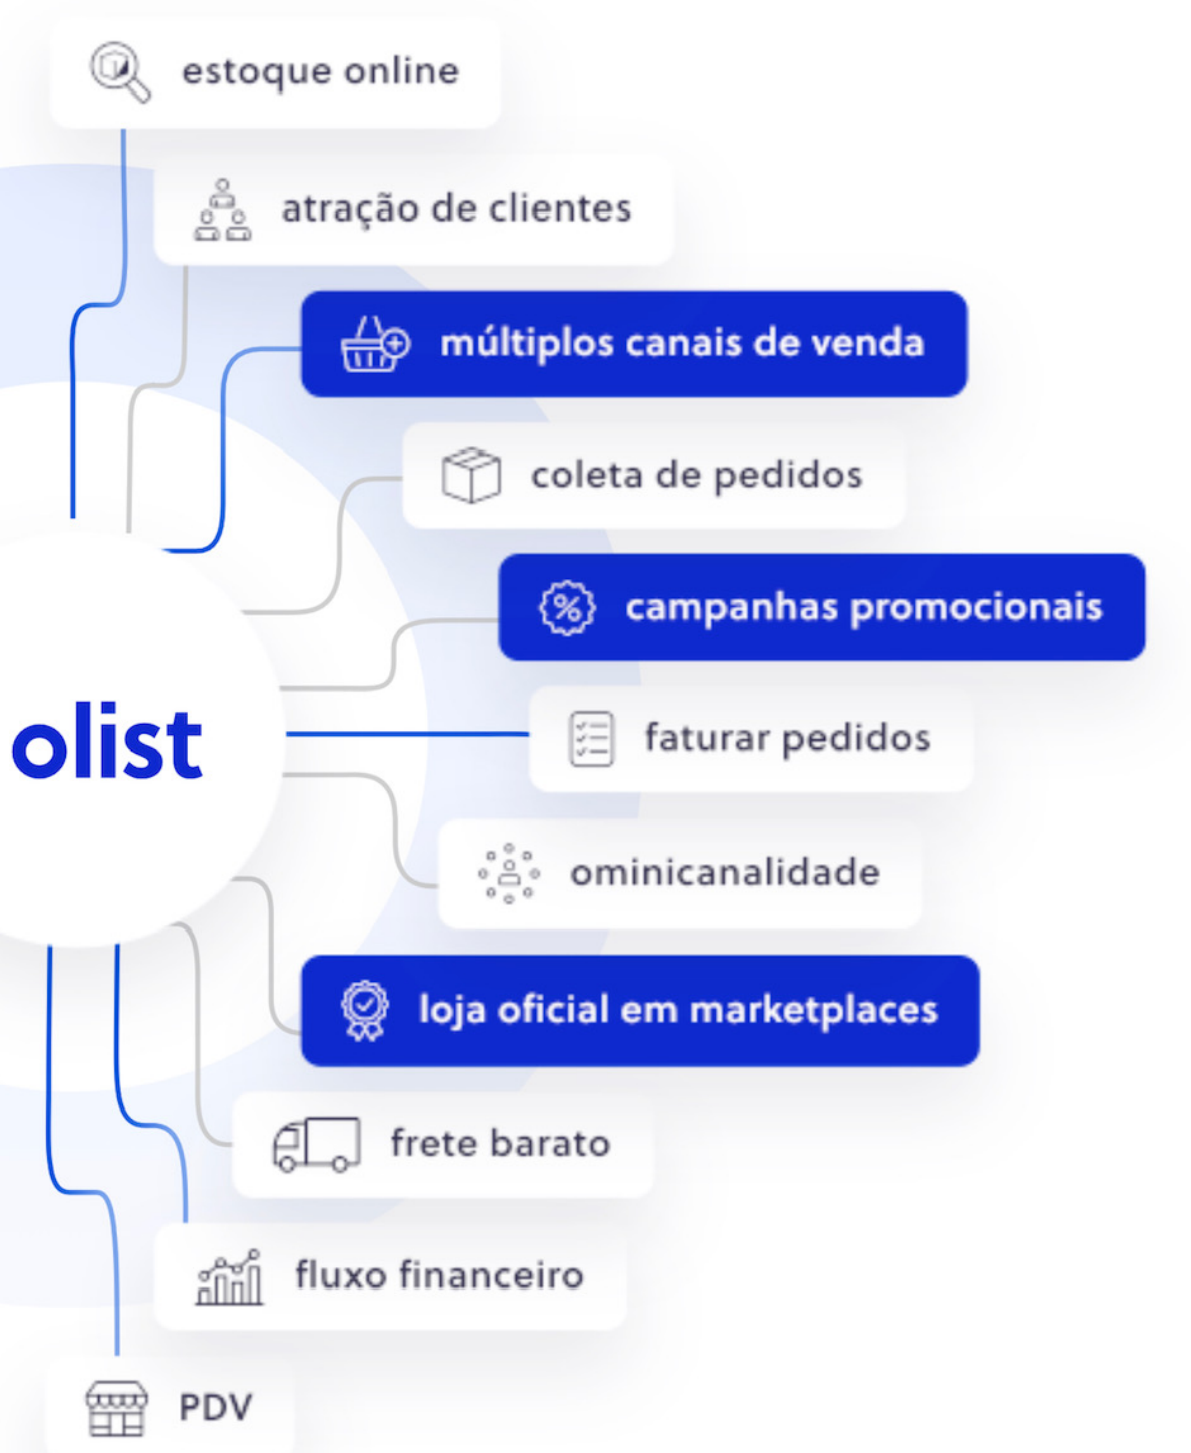 estoque online
atração de clientes
múltiplos canais de venda
coleta de pedidos
campanhas promocionais
olist
faturar pedidos
ominicanalidade
loja oficial em marketplaces
frete barato
fluxo financeiro
PDV